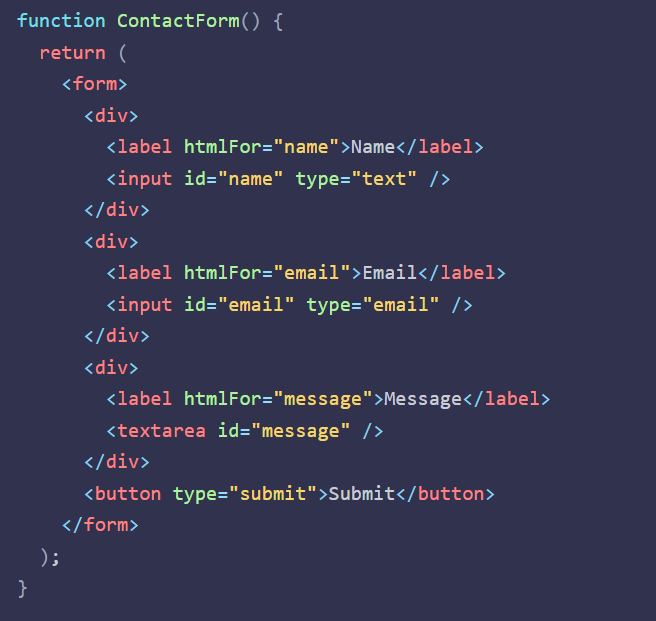 function ContactForm() {
  return (
    <form>
      <div>
        <label htmlFor="name">Name</label>
        <input id="name" type="text" />
      </div>
      <div>
        <label htmlFor="email">Email</label>
        <input id="email" type="email" />
      </div>
      <div>
        <label htmlFor="message">Message</label>
        <textarea id="message" />
      </div>
      <button type="submit">Submit</button>
    </form>
  );
}